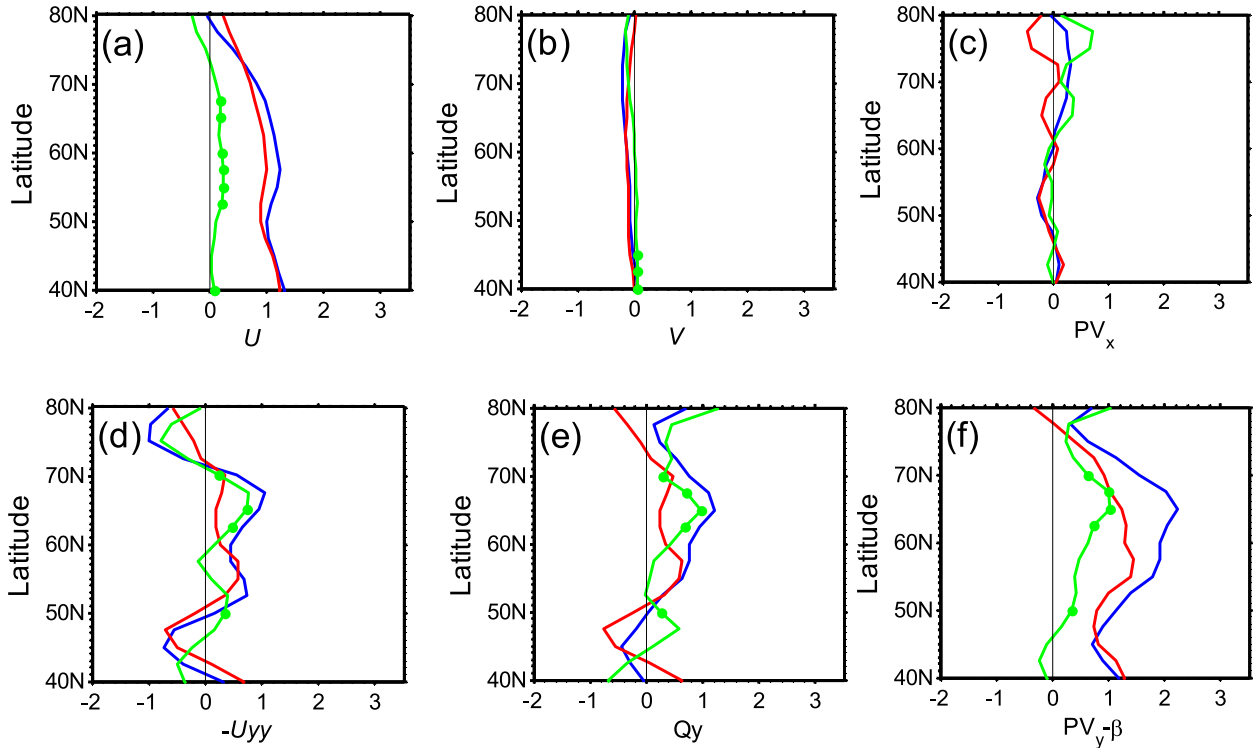 80N 80N 80N
(a) (b) (c)
70N 70N 70N
Latitude Latitude Latitude
60N 60N 60N
50N 50N 50N
40N 40N 40N
-2 -1 0 1 2 3 -2 -1 0 1 2 3 -2 -1 0 1 2 3
U V PVx
80N 80N 80N
(d) (e) (f)
70N 70N 70N
Latitude Latitude Latitude
60N 60N 60N
50N 50N 50N
40N 40N 40N
-2 -1 0 1 2 3 -2 -1 0 1 2 3 -2 -1 0 1 2 3
-Uyy Qy PVy-β